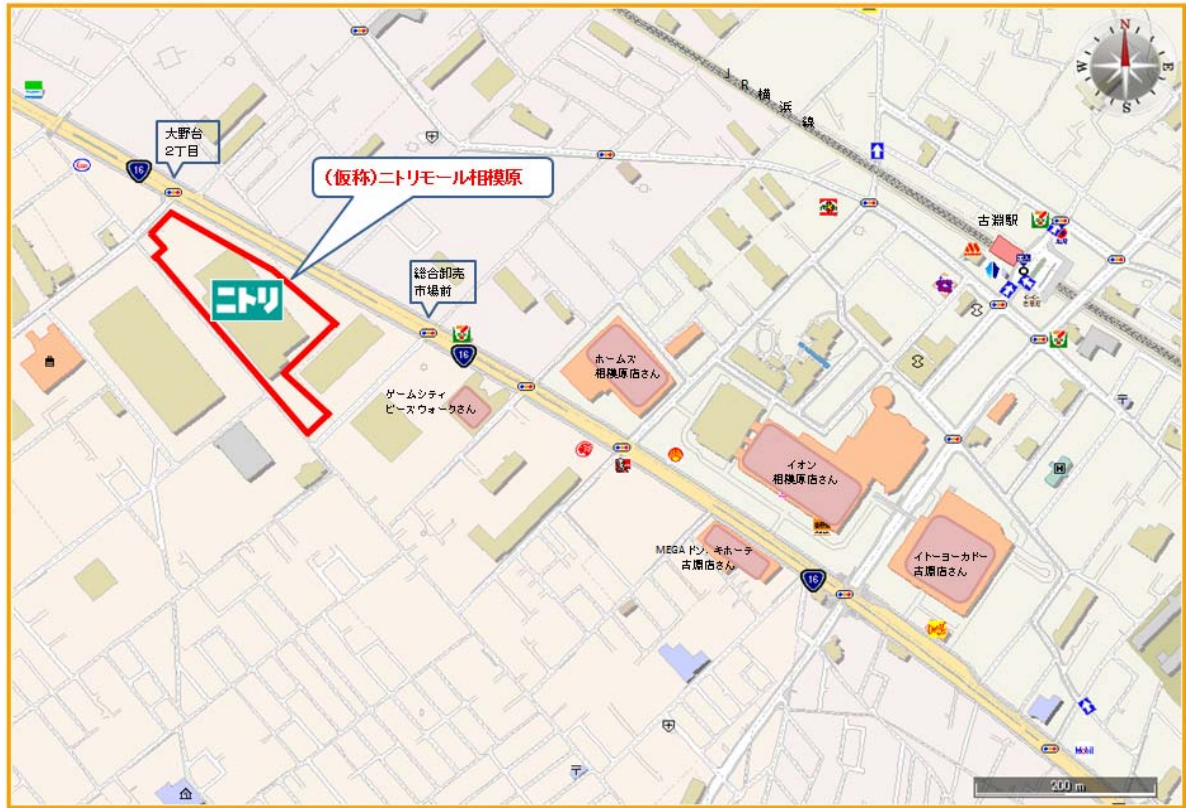 N
W
E
S
JR横浜線
大野台
2丁目
16
(仮称)ニトリモール相模原
古淵駅
ニトリ
総合卸売
市場前
16
ホームズ
相模原店さん
ゲームシティ
ビーズウォークさん
イオン
相模原店さん
MEGAドン・キホーテ
古淵店さん
イトーヨーカドー
古淵店さん
16
H
Mobil
200 m